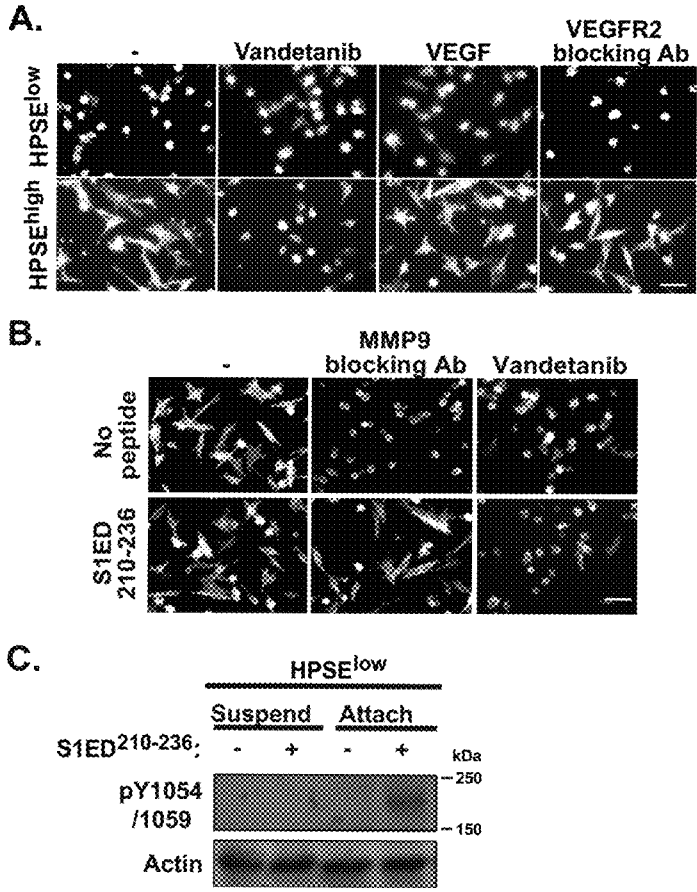 A.
- Vandetanib VEGF VEGFR2 blocking Ab
HPSElow
HPSEhigh
B.
- MMP9 blocking Ab Vandetanib
No peptide
S1ED 210-236
C.
HPSElow
Suspend Attach
S1ED210-236: - + - + kDa
pY1054 /1059
250
150
Actin